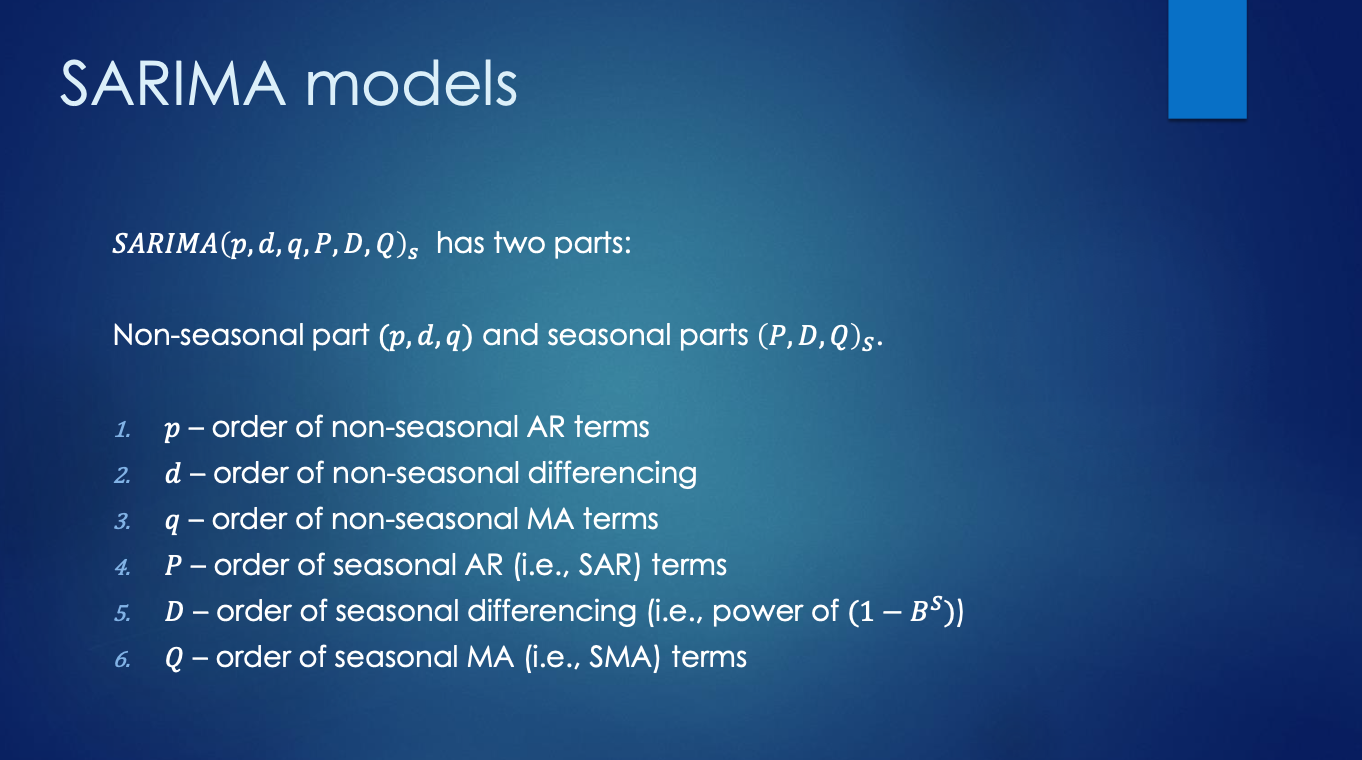 SARIMA models
SARIMA(p, d, q, P, D, Q)ₛ has two parts:
Non-seasonal part (p, d, q) and seasonal parts (P, D, Q)_S.
1. p – order of non-seasonal AR terms
2. d – order of non-seasonal differencing
3. q – order of non-seasonal MA terms
4. P – order of seasonal AR (i.e., SAR) terms
5. D – order of seasonal differencing (i.e., power of (1 − B^S))
6. Q – order of seasonal MA (i.e., SMA) terms